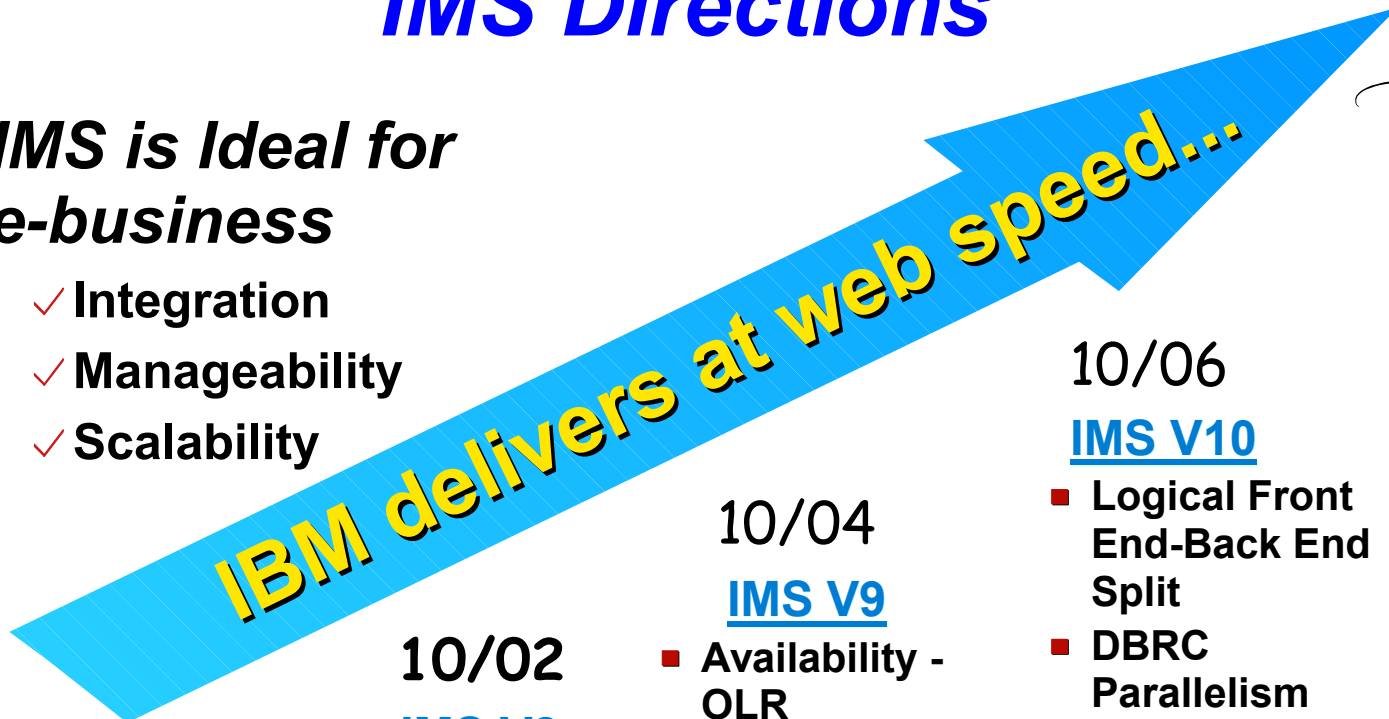 IMS Directions
IMS is Ideal for
e-business
Integration
Manageability
Scalability
IBM delivers at web speed...
10/02
10/04
IMS V9
Availability -
OLR
10/06
IMS V10
Logical Front
End-Back End
Split
DBRC
Parallelism